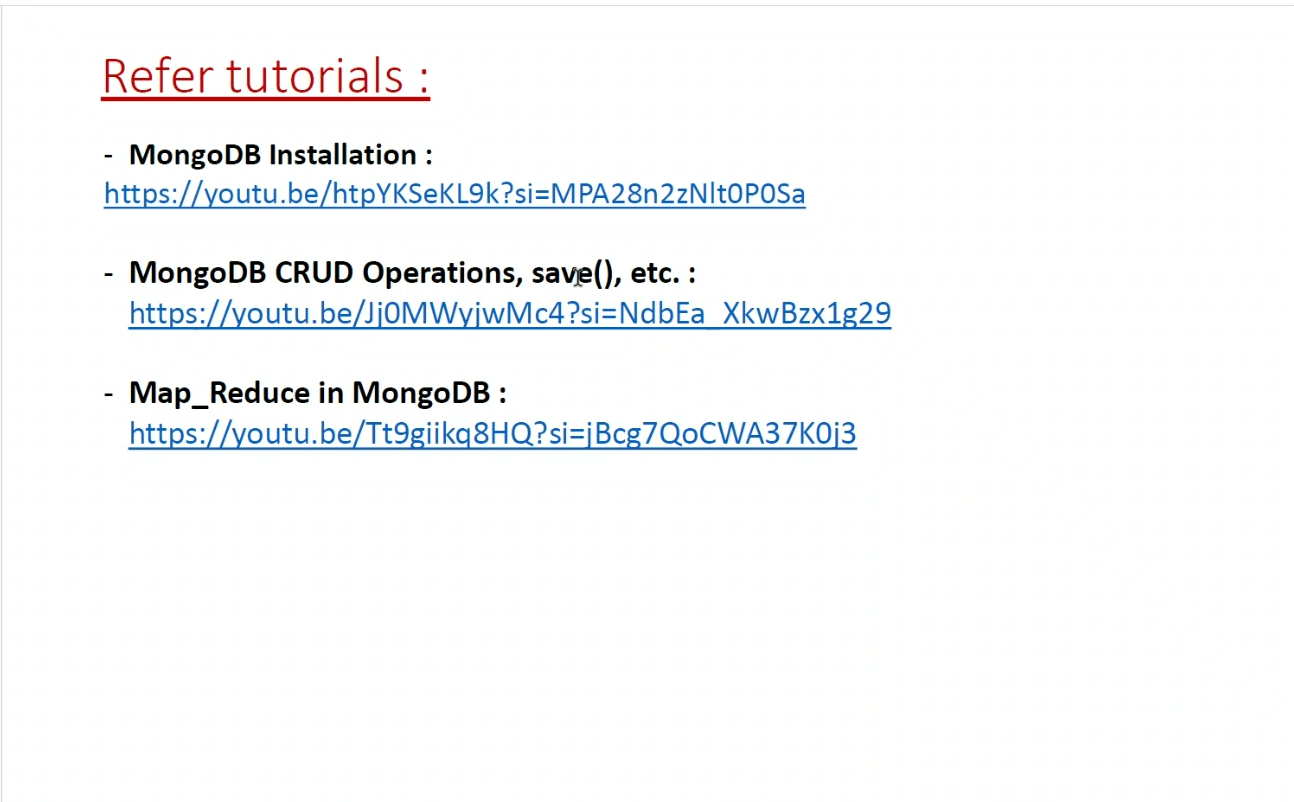 Refer tutorials :
- MongoDB Installation :
https://youtu.be/htpYKSeKL9k?si=MPA28n2zNlt0P0Sa
- MongoDB CRUD Operations, save(), etc. :
https://youtu.be/Jj0MWyjwMc4?si=NdbEa_XkwBzx1g29
- Map_Reduce in MongoDB :
https://youtu.be/Tt9giikq8HQ?si=jBcg7QoCWA37K0j3